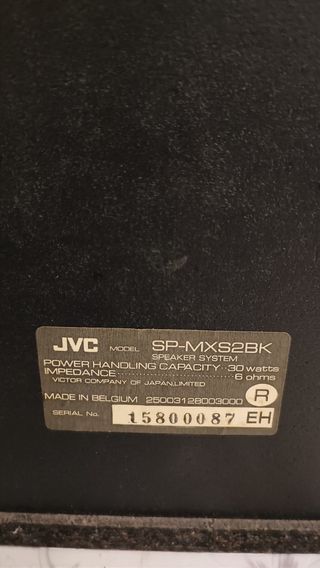 JVC MODEL SP-MXS2BK
SPEAKER SYSTEM
POWER HANDLING CAPACITY··30 watts
IMPEDANCE····························6 ohms
VICTOR COMPANY OF JAPAN,LIMITED
MADE IN BELGIUM 25003128003000 R
SERIAL No. 15800087 EH